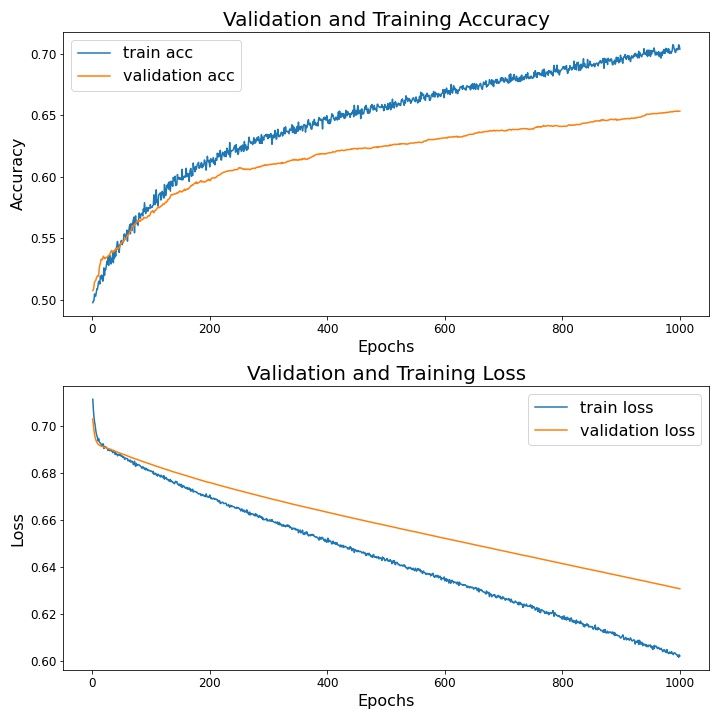 Validation and Training Accuracy
train acc
validation acc
Accuracy
0.70
0.65
0.60
0.55
0.50
0 200 400 600 800 1000
Epochs
Validation and Training Loss
train loss
validation loss
Loss
0.70
0.68
0.66
0.64
0.62
0.60
0 200 400 600 800 1000
Epochs